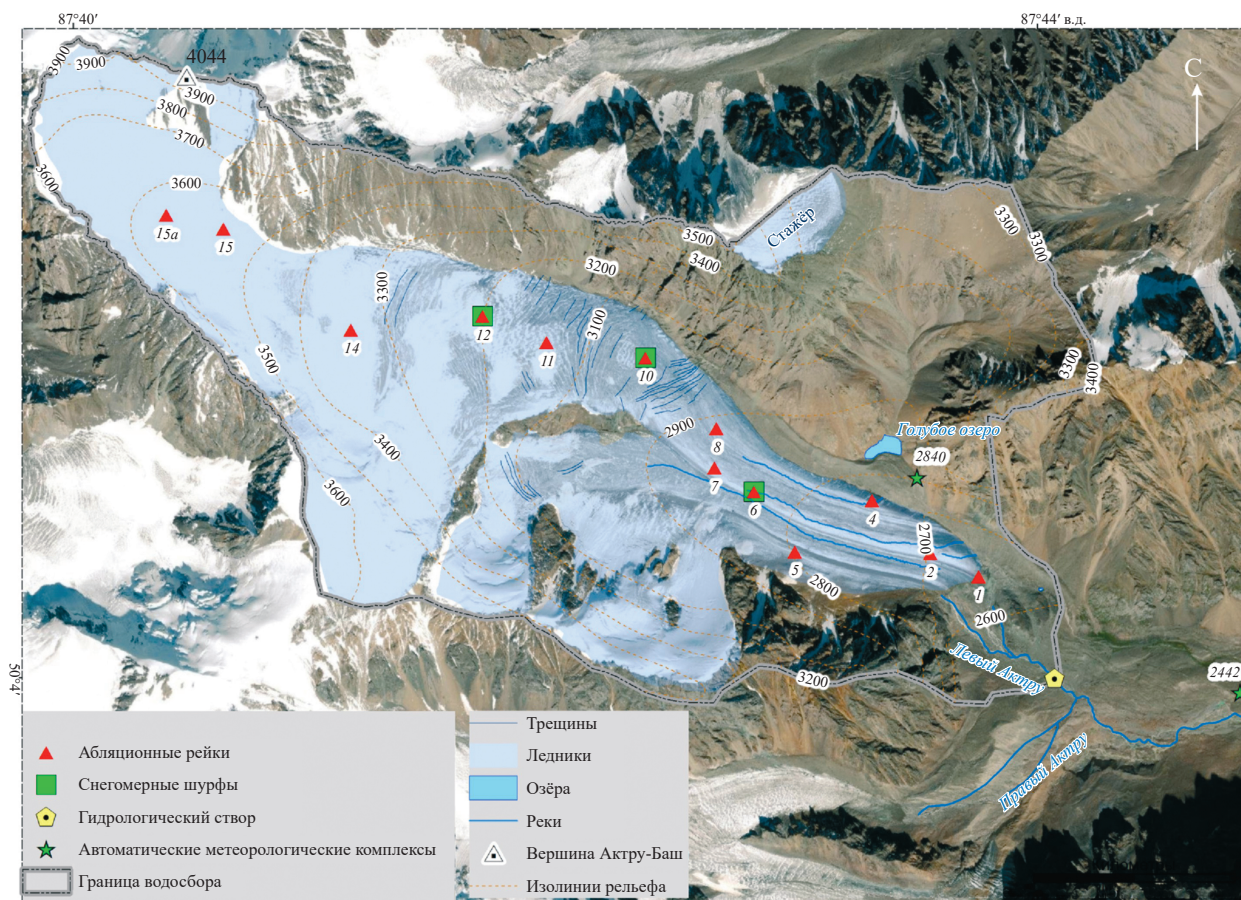 87°40′
87°44′ в.д.
3900
3900
4044
3900
3800
3700
С
3600
3600
15а
15
Стажёр
3500
3400
3200
3300
3300
3300
12
3100
11
14
10
3500
3300
3400
2900
8
Голубое озеро
2840
3400
7
6
4
3600
2700
2
5
1
2800
2600
50°4′
Левый Актру
3200
2442
Правый Актру
Абляционные рейки
Снегомерные шурфы
Гидрологический створ
Автоматические метеорологические комплексы
Граница водосбора
Трещины
Ледники
Озёра
Реки
Вершина Актру-Баш
Изолинии рельефа